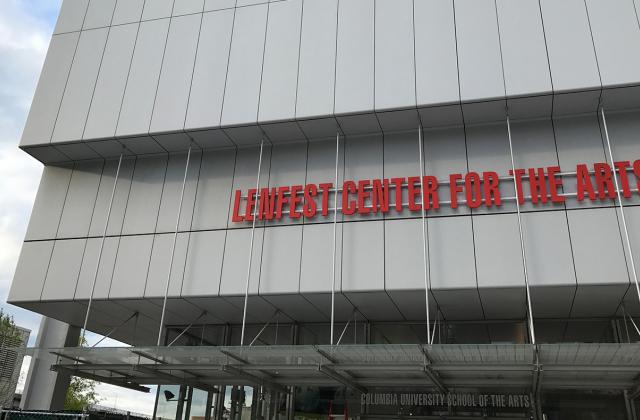 LENFEST CENTER FOR THE ARTS
COLUMBIA UNIVERSITY SCHOOL OF THE ARTS